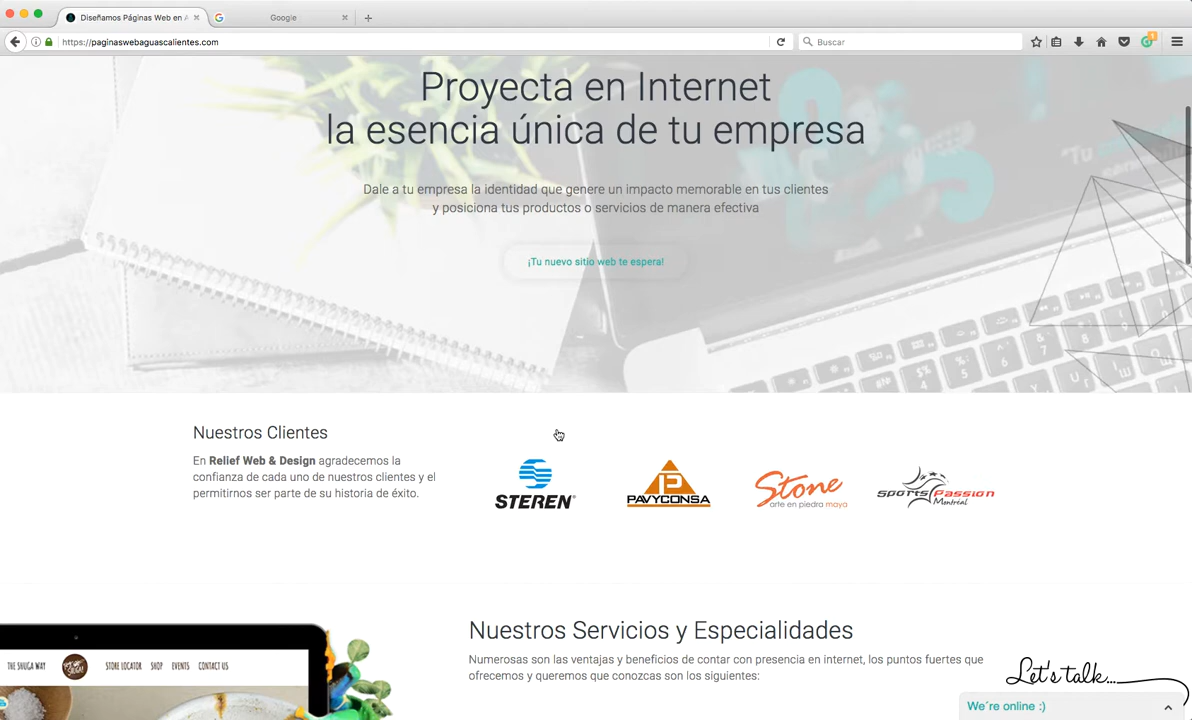 Diseñamos Páginas Web en A
Google
https://paginaswebaguascalientes.com
Buscar
Proyecta en Internet
la esencia única de tu empresa
Dale a tu empresa la identidad que genere un impacto memorable en tus clientes
y posiciona tus productos o servicios de manera efectiva
¡Tu nuevo sitio web te espera!
Nuestros Clientes
En Relief Web & Design agradecemos la
confianza de cada uno de nuestros clientes y el
permitirnos ser parte de su historia de éxito.
STEREN
PAVYCONSA
Stone
arte en piedra maya
Sports Passion
Montréal
Nuestros Servicios y Especialidades
Numerosas son las ventajas y beneficios de contar con presencia en internet, los puntos fuertes que
ofrecemos y queremos que conozcas son los siguientes:
THE SHUGA WAY
STORE LOCATOR
SHOP
EVENTS
CONTACT US
Let's talk...
We´re online :)